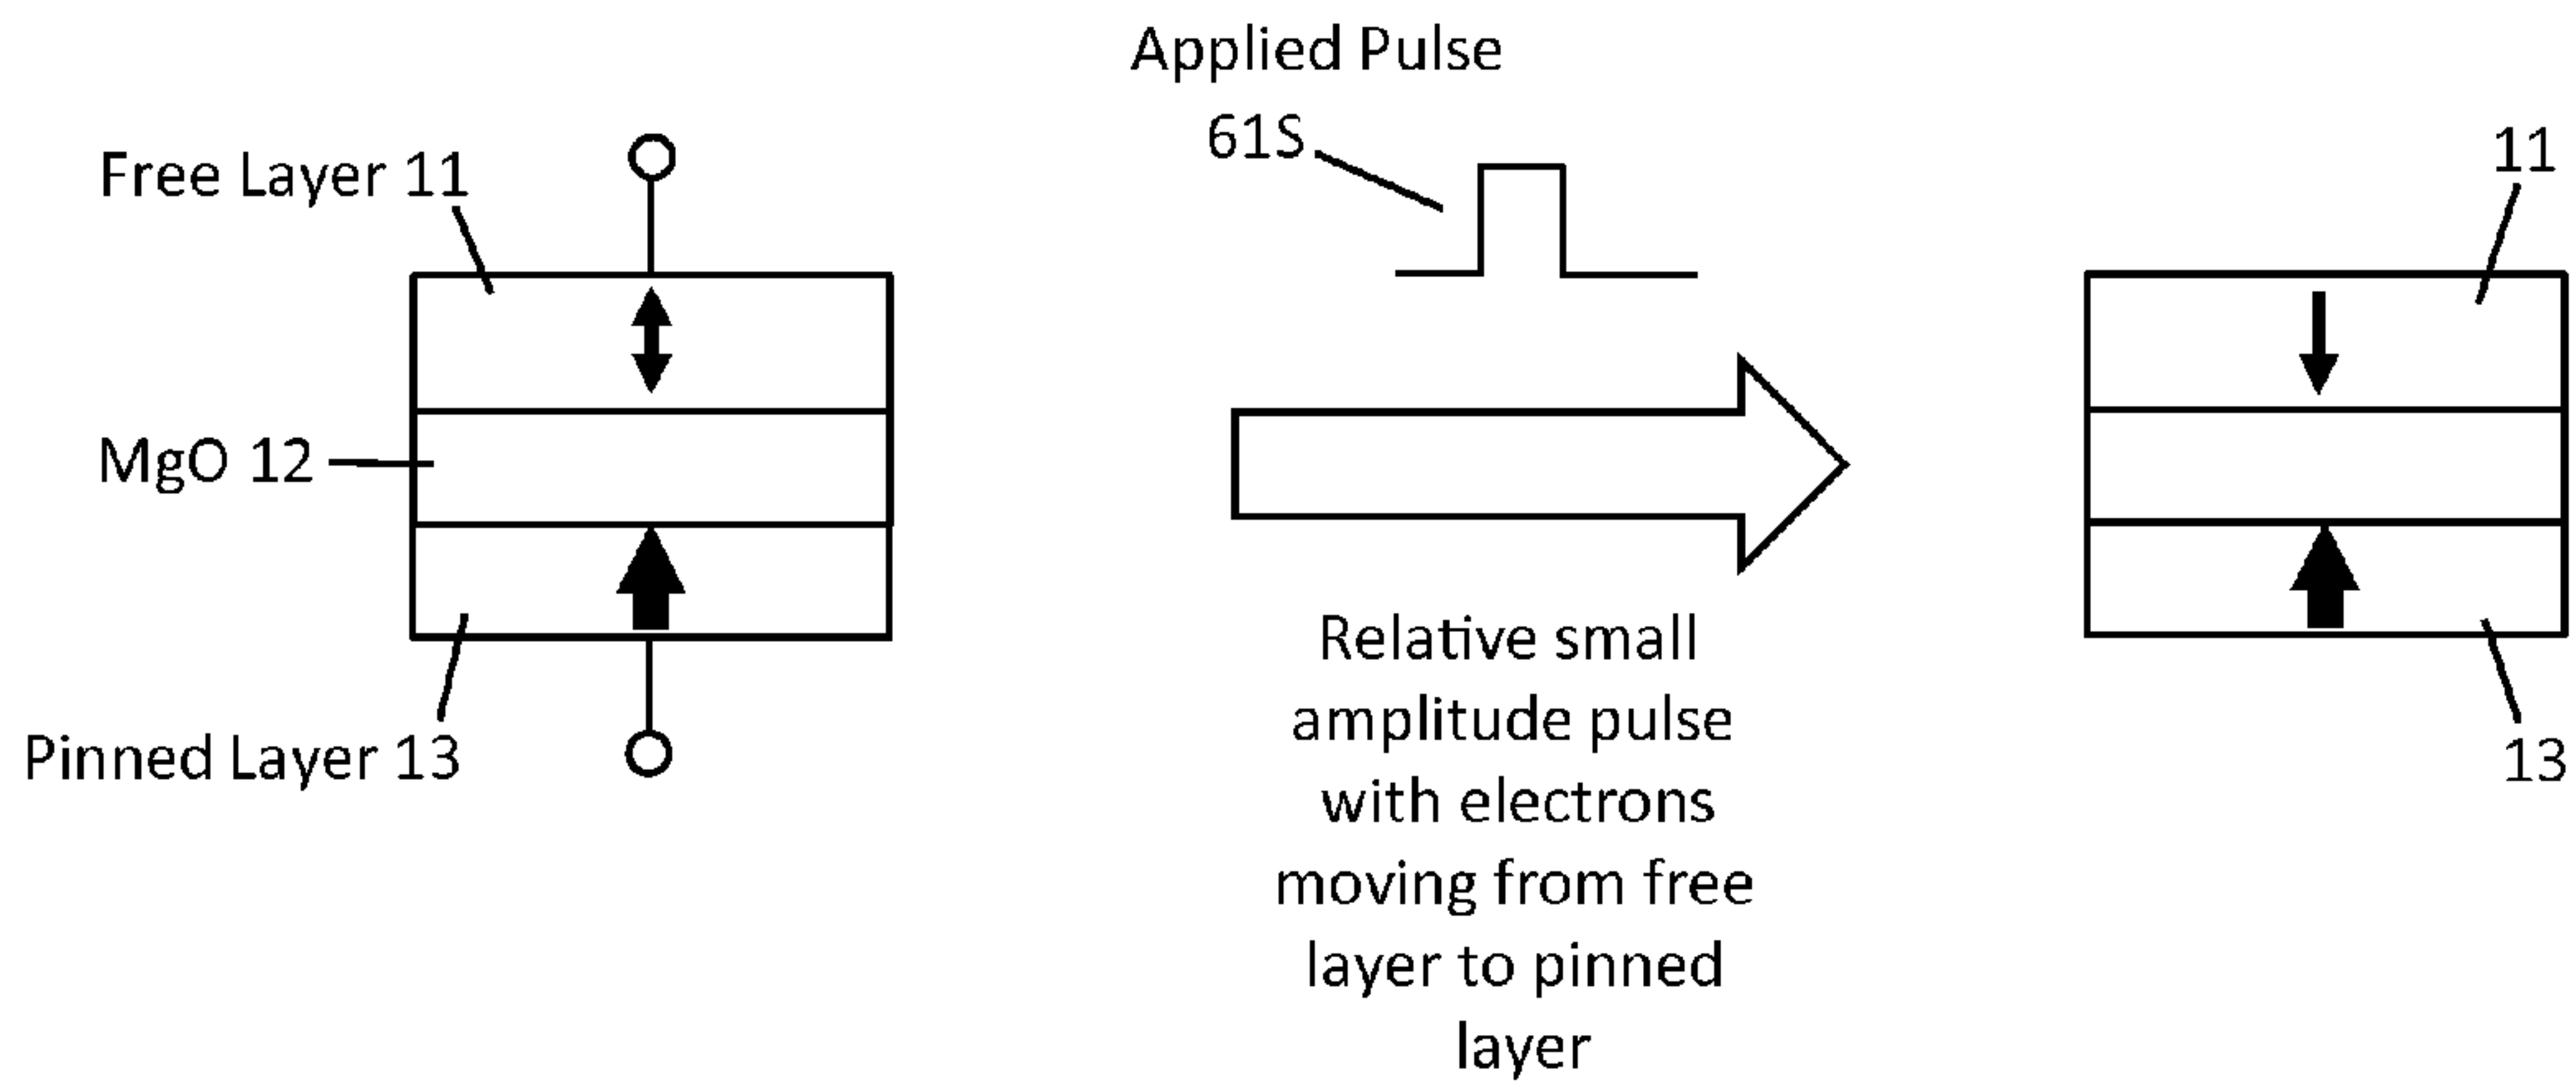 Applied Pulse
61S
Free Layer 11
MgO 12
Pinned Layer 13
Relative small
amplitude pulse
with electrons
moving from free
layer to pinned
layer
11
13